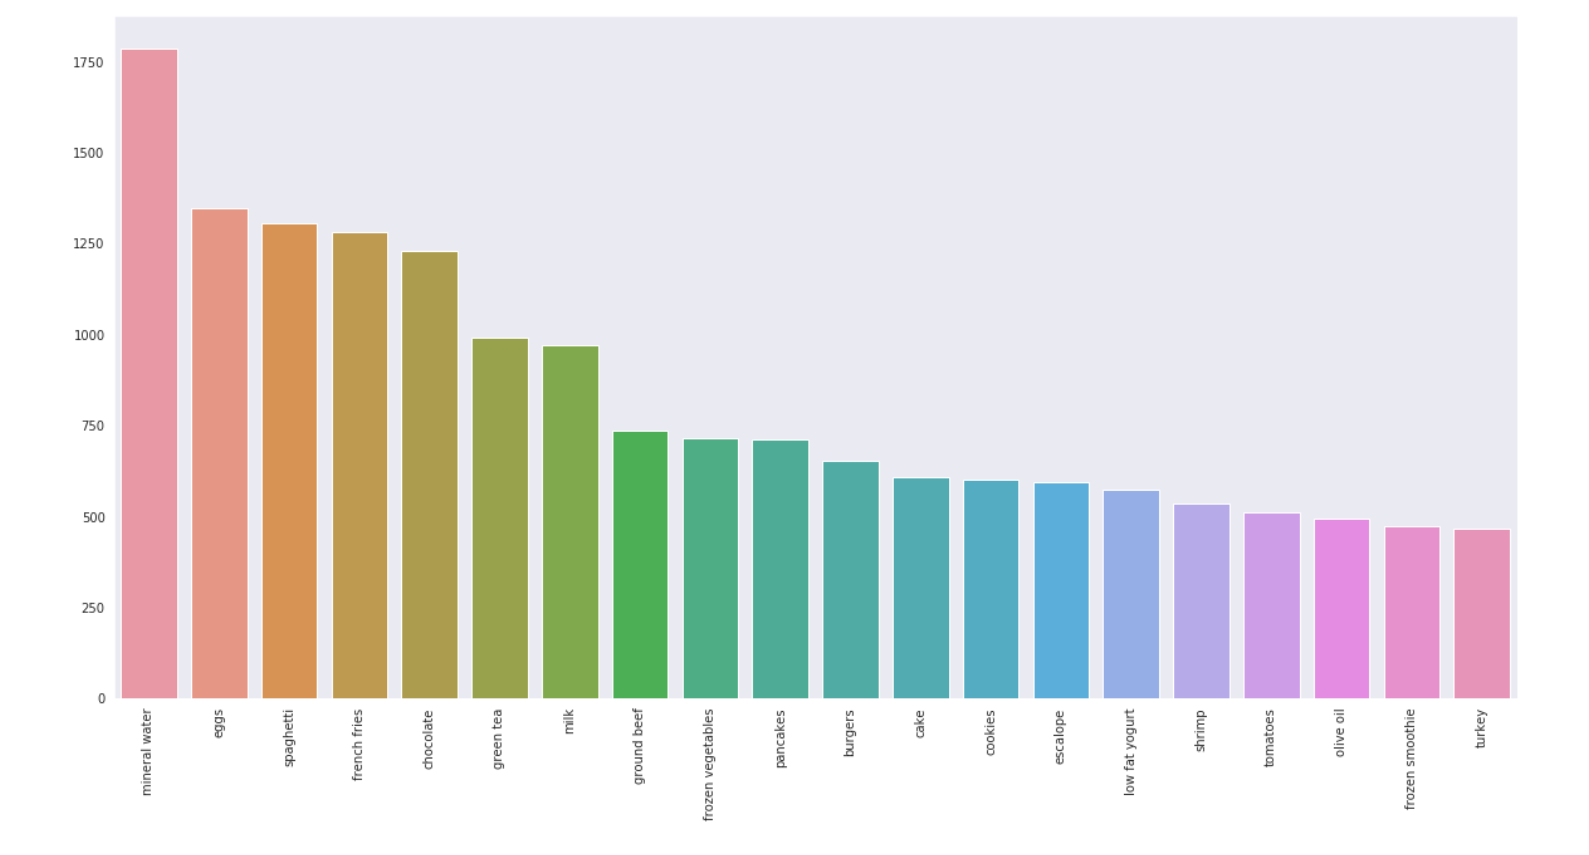 1750
1500
1250
1000
750
500
250
0
mineral water
eggs
spaghetti
french fries
chocolate
green tea
milk
ground beef
frozen vegetables
pancakes
burgers
cake
cookies
escalope
low fat yogurt
shrimp
tomatoes
olive oil
frozen smoothie
turkey